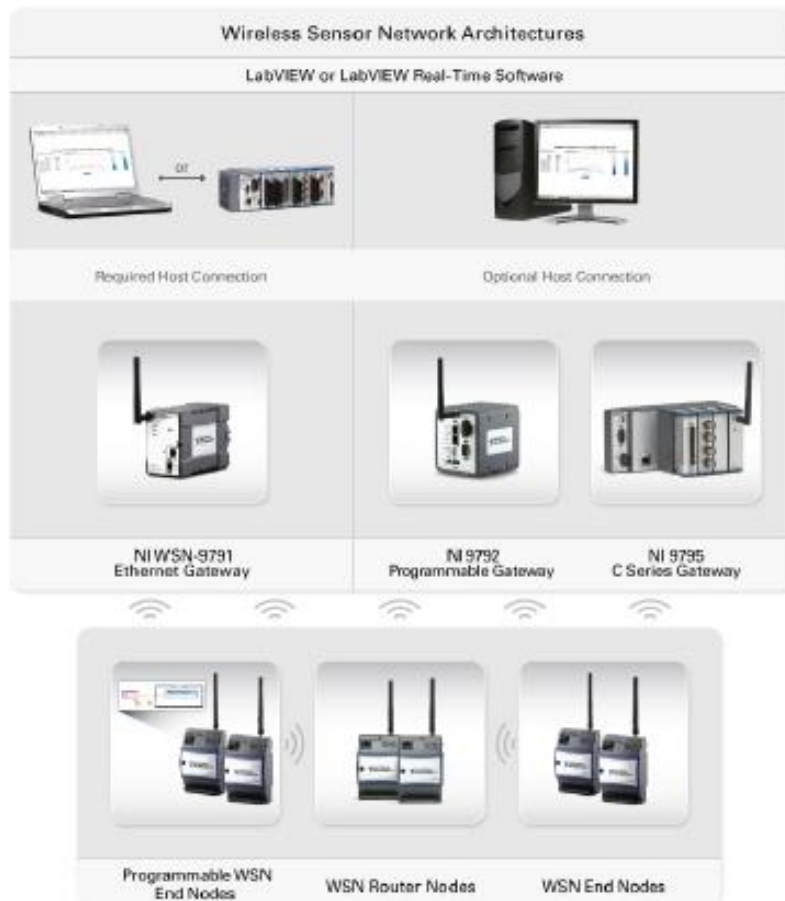 Wireless Sensor Network Architectures
LabVIEW or LabVIEW Real-Time Software
or
Required Host Connection
Optional Host Connection
NI WSN-9791
Ethernet Gateway
NI 9792
Programmable Gateway
NI 9795
C Series Gateway
Programmable WSN
End Nodes
WSN Router Nodes
WSN End Nodes